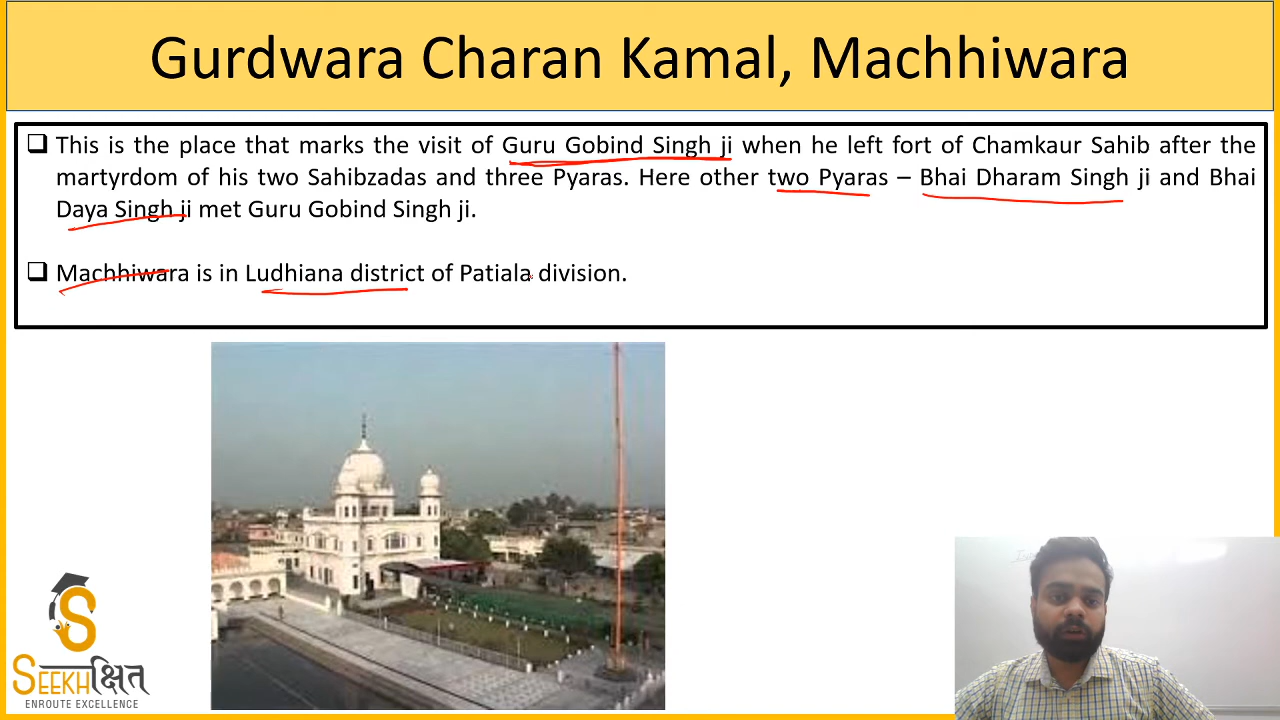 Gurdwara Charan Kamal, Machhiwara
❑ This is the place that marks the visit of Guru Gobind Singh ji when he left fort of Chamkaur Sahib after the
martyrdom of his two Sahibzadas and three Pyaras. Here other two Pyaras – Bhai Dharam Singh ji and Bhai
Daya Singh ji met Guru Gobind Singh ji.
❑ Machhiwara is in Ludhiana district of Patiala division.
SEEKHक्षित
ENROUTE EXCELLENCE